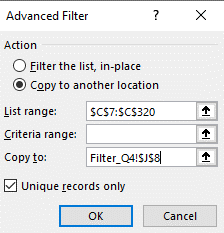 Advanced Filter
Action
Filter the list, in-place
Copy to another location
List range: $C$7:$C$320
Criteria range:
Copy to: Filter_Q4!$J$8
Unique records only
OK Cancel